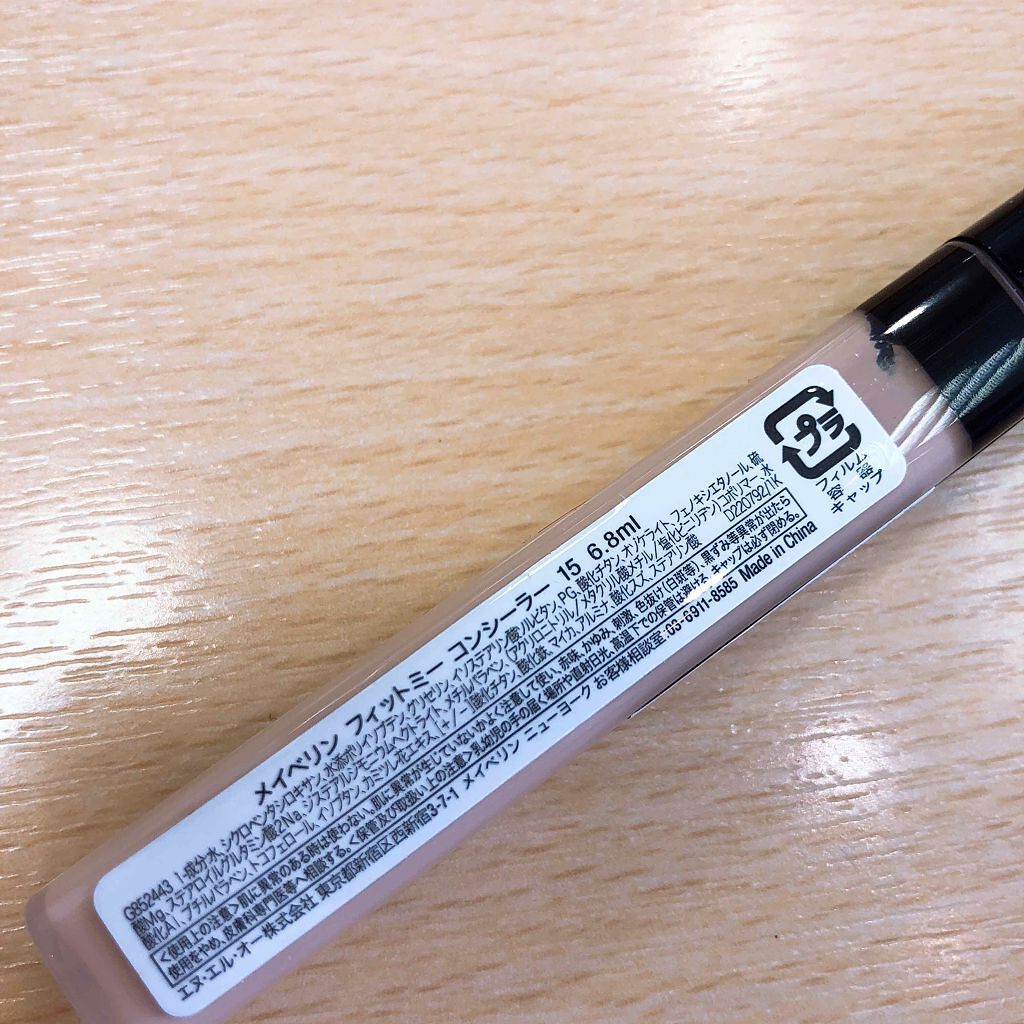 メイベリン フィットミー コンシーラー 15 6.8ml
G852443 1-成分水、シクロペンタシロキサン、水添ポリイソブテン、グリセリン、イソステアリン酸ソルビタン、PG、酸化チタン、オゾケライト、フェノキシエタノール、硫
酸Mg、ステアロイルグルタミン酸2Na、ジステアルジモニウムヘクトライト、メチルパラベン、(アクリロニトリル/メタクリル酸メチル/塩化ビニリデン)コポリマー、水
酸化Al、ブチルパラベン、トコフェロール、イソブタン、カミツレ花エキス、[+/-]酸化チタン、酸化鉄、マイカ、アルミナ、酸化スズ、ステアリン酸 D220792/1K
<使用上の注意>肌に異常のある時は使わない。肌に異常が生じていないかよく注意して使い、赤味、かゆみ、刺激、色抜け(白斑等)、黒ずみ等異常が出たら
使用をやめ、皮膚科専門医等へ相談する。<保管及び取扱い上の注意>乳幼児の手の届く場所や直射日光、高温下での保管は避ける。キャップは必ず閉める。
エヌ・エル・オー株式会社 東京都新宿区西新宿3-7-1 メイベリン ニューヨーク お客様相談室:03-6911-8585 Made in China
プラ
フィルム
容器
キャップ